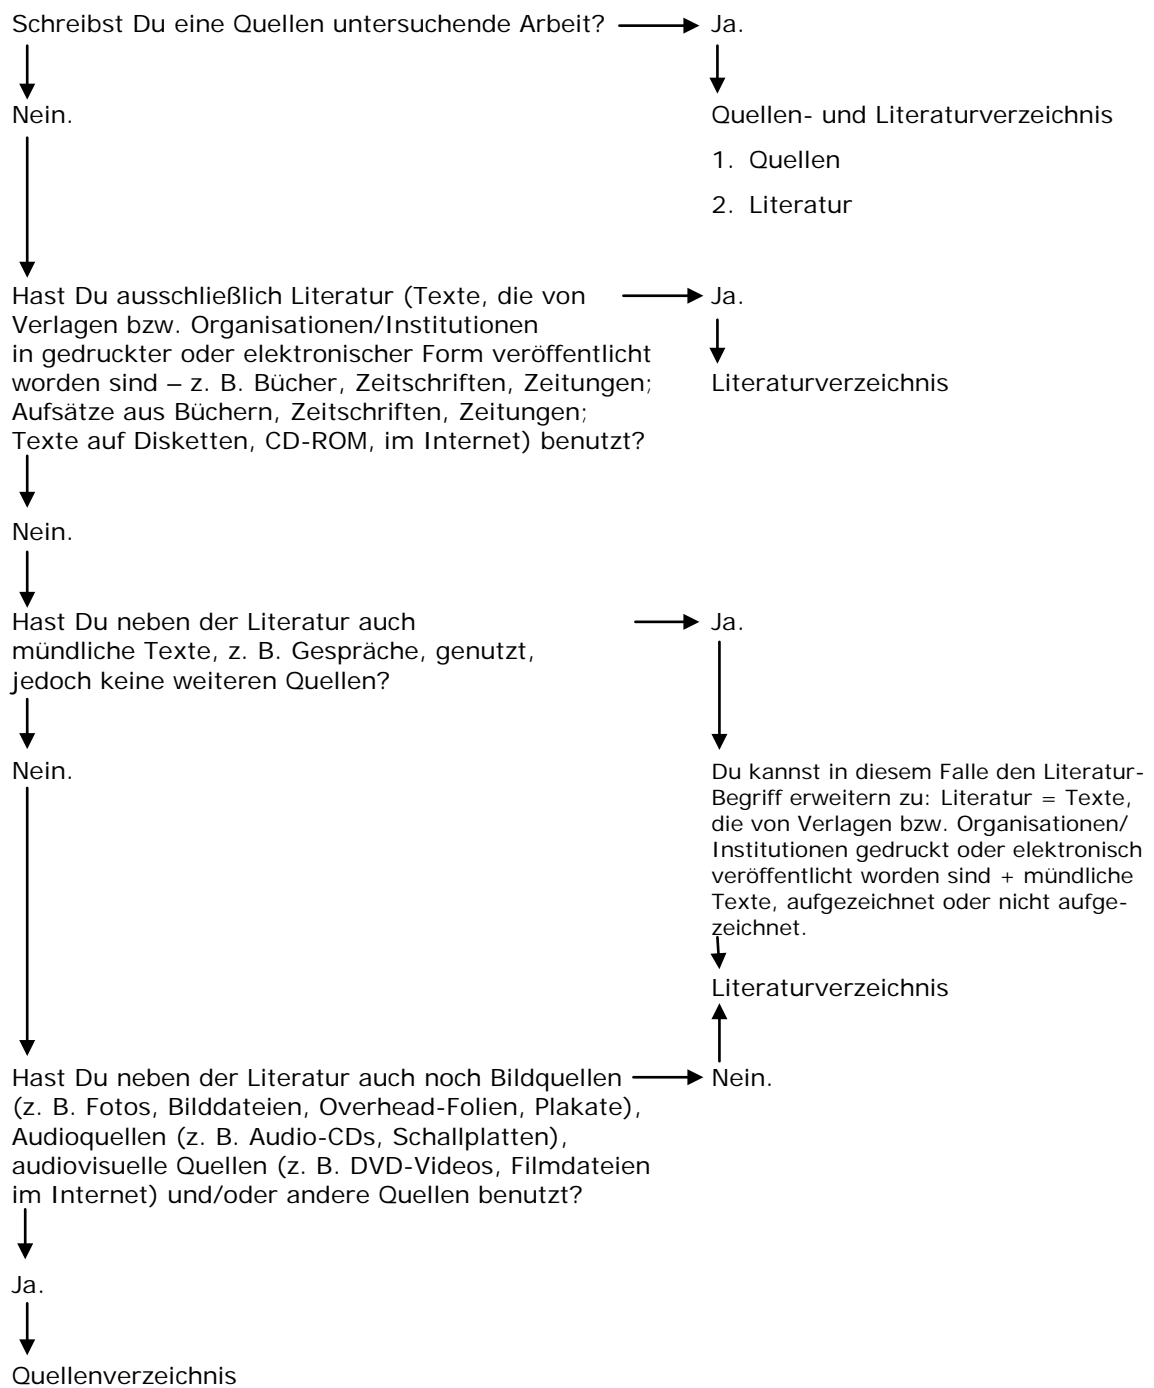 Schreibst Du eine Quellen untersuchende Arbeit?
Ja.
Nein.
Quellen- und Literaturverzeichnis
1. Quellen
2. Literatur
Hast Du ausschließlich Literatur (Texte, die von
Verlagen bzw. Organisationen/Institutionen
in gedruckter oder elektronischer Form veröffentlicht
worden sind – z. B. Bücher, Zeitschriften, Zeitungen;
Aufsätze aus Büchern, Zeitschriften, Zeitungen;
Texte auf Disketten, CD-ROM, im Internet) benutzt?
Ja.
Literaturverzeichnis
Nein.
Hast Du neben der Literatur auch
mündliche Texte, z. B. Gespräche, genutzt,
jedoch keine weiteren Quellen?
Ja.
Nein.
Du kannst in diesem Falle den Literatur-
Begriff erweitern zu: Literatur = Texte,
die von Verlagen bzw. Organisationen/
Institutionen gedruckt oder elektronisch
veröffentlicht worden sind + mündliche
Texte, aufgezeichnet oder nicht aufge-
zeichnet.
Literaturverzeichnis
Hast Du neben der Literatur auch noch Bildquellen
(z. B. Fotos, Bilddateien, Overhead-Folien, Plakate),
Audioquellen (z. B. Audio-CDs, Schallplatten),
audiovisuelle Quellen (z. B. DVD-Videos, Filmdateien
im Internet) und/oder andere Quellen benutzt?
Nein.
Ja.
Quellenverzeichnis